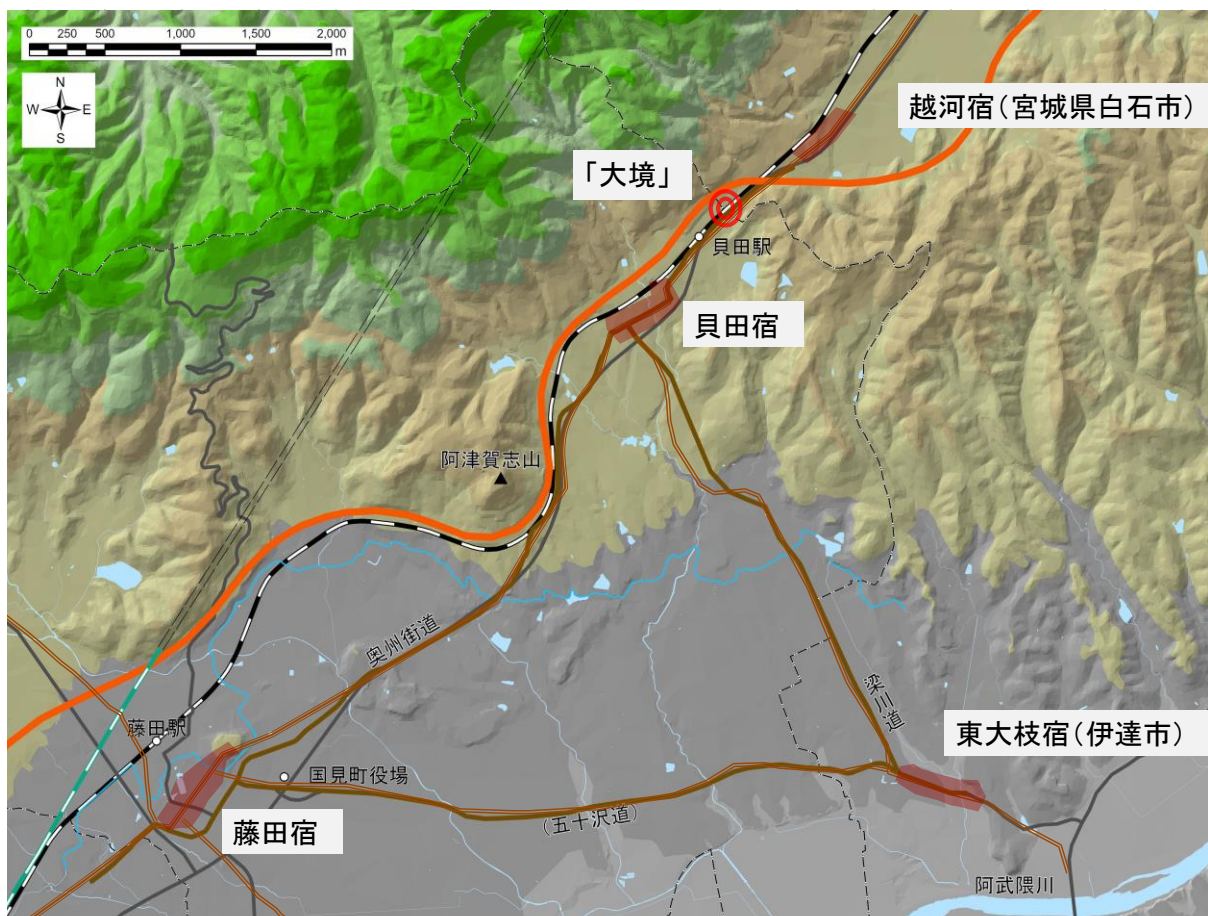 0 250 500 1,000 1,500 2,000
m
N
W E
S
越河宿(宮城県白石市)
「大境」
貝田駅
貝田宿
阿津賀志山
奥州街道
梁川道
藤田駅
東大枝宿(伊達市)
国見町役場
(五十沢道)
藤田宿
阿武隈川